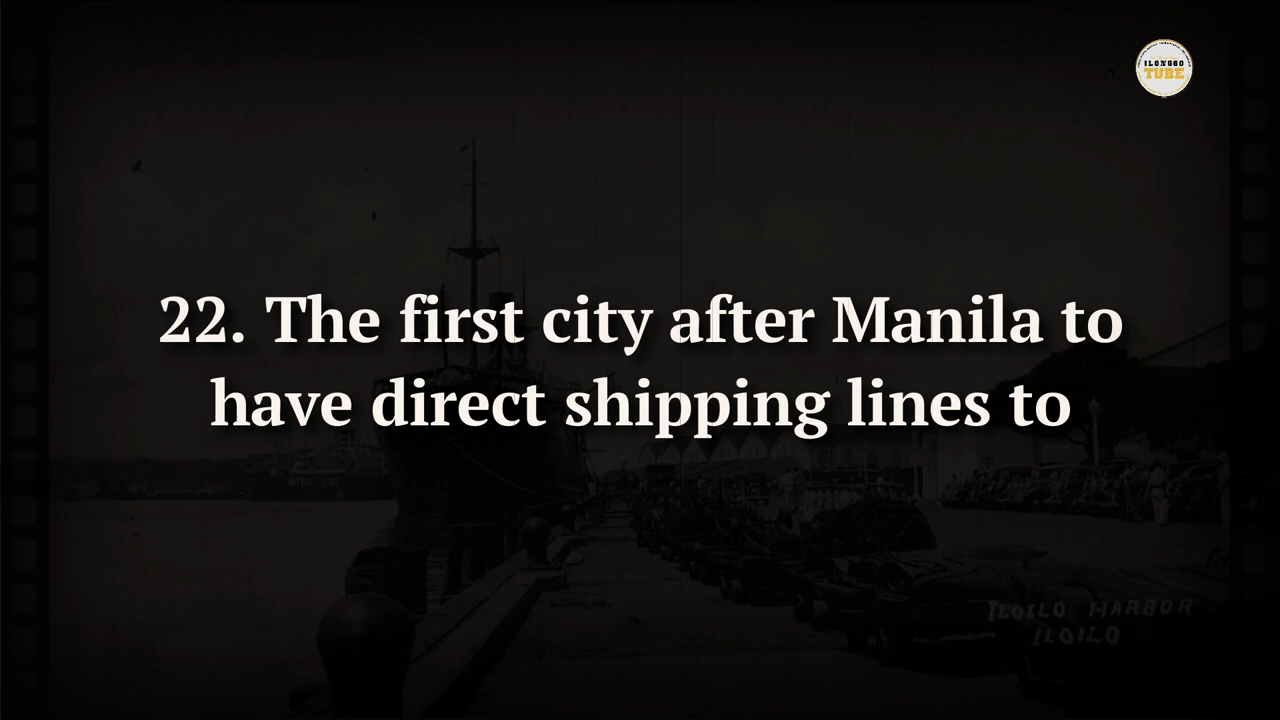 ILONGGO
TUBE
22. The first city after Manila to
have direct shipping lines to
ILOILO HARBOR
ILOILO